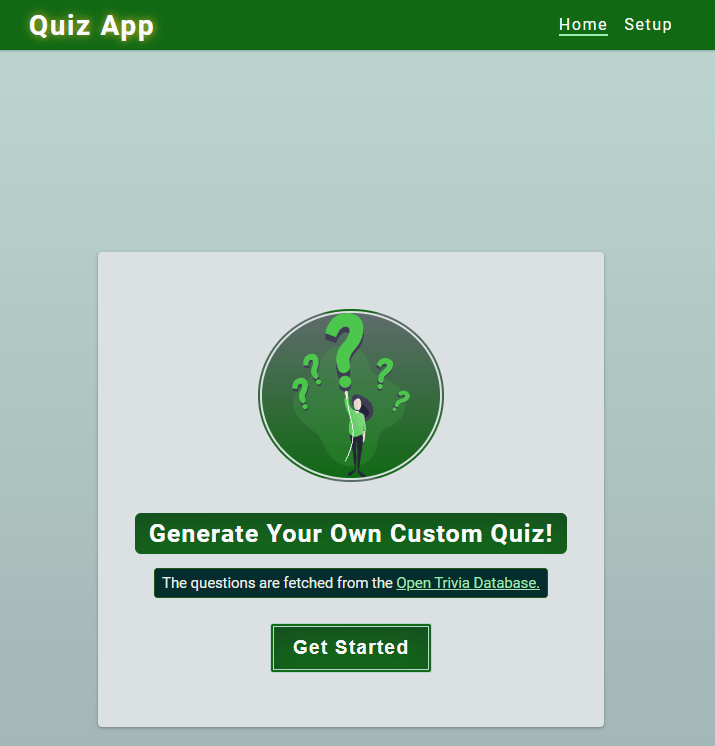 Quiz App
Home Setup
Generate Your Own Custom Quiz!
The questions are fetched from the Open Trivia Database.
Get Started